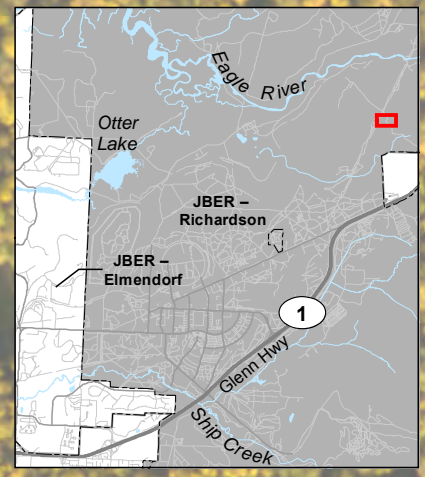 Eagle River
Otter
Lake
JBER –
Richardson
JBER –
Elmendorf
1
Glenn Hwy
Ship Creek